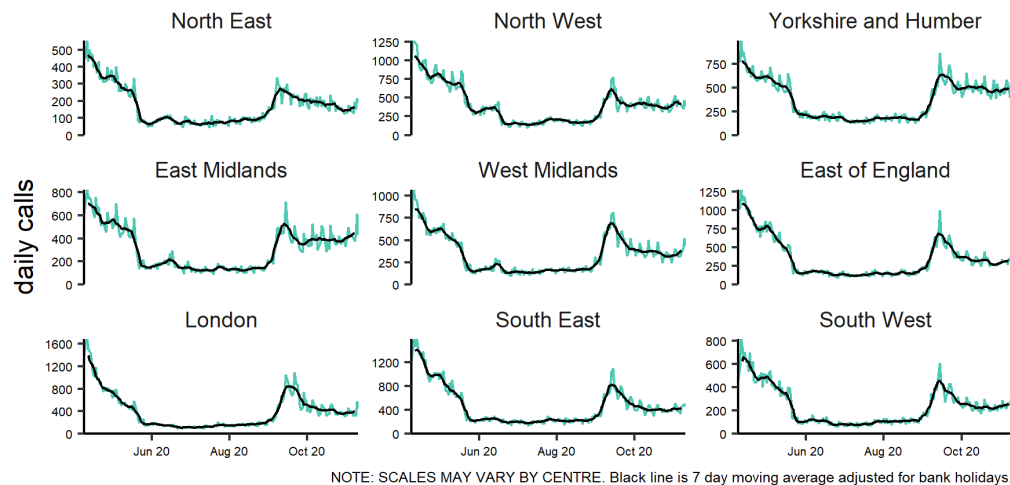 North East North West Yorkshire and Humber
500 1250
400 1000 750
300 750 500
200 500
100 250 250
0 0 0
East Midlands West Midlands East of England
800 1000 1250
600 750 1000
400 500 750
200 250 500
0 0 250
0
daily calls
London South East South West
1600 800
1200 1200 600
800 800 400
400 400 200
0 0 0
Jun 20 Aug 20 Oct 20 Jun 20 Aug 20 Oct 20 Jun 20 Aug 20 Oct 20
NOTE: SCALES MAY VARY BY CENTRE. Black line is 7 day moving average adjusted for bank holidays